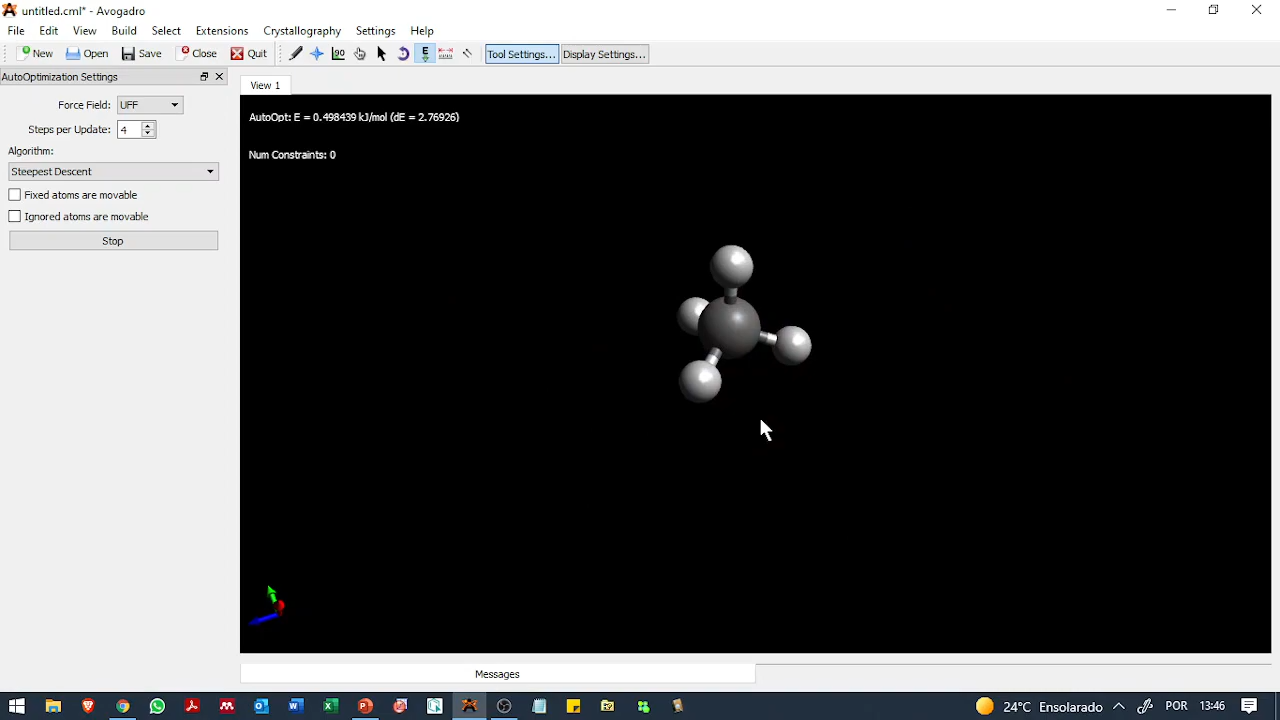 untitled.cml* - Avogadro
File Edit View Build Select Extensions Crystallography Settings Help
New Open Save Close Quit Tool Settings... Display Settings...
AutoOptimization Settings
View 1
Force Field: UFF
AutoOpt: E = 0.498439 kJ/mol (dE = 2.76926)
Steps per Update: 4
Algorithm:
Num Constraints: 0
Steepest Descent
Fixed atoms are movable
Ignored atoms are movable
Stop
Messages
24°C Ensolarado POR 13:46